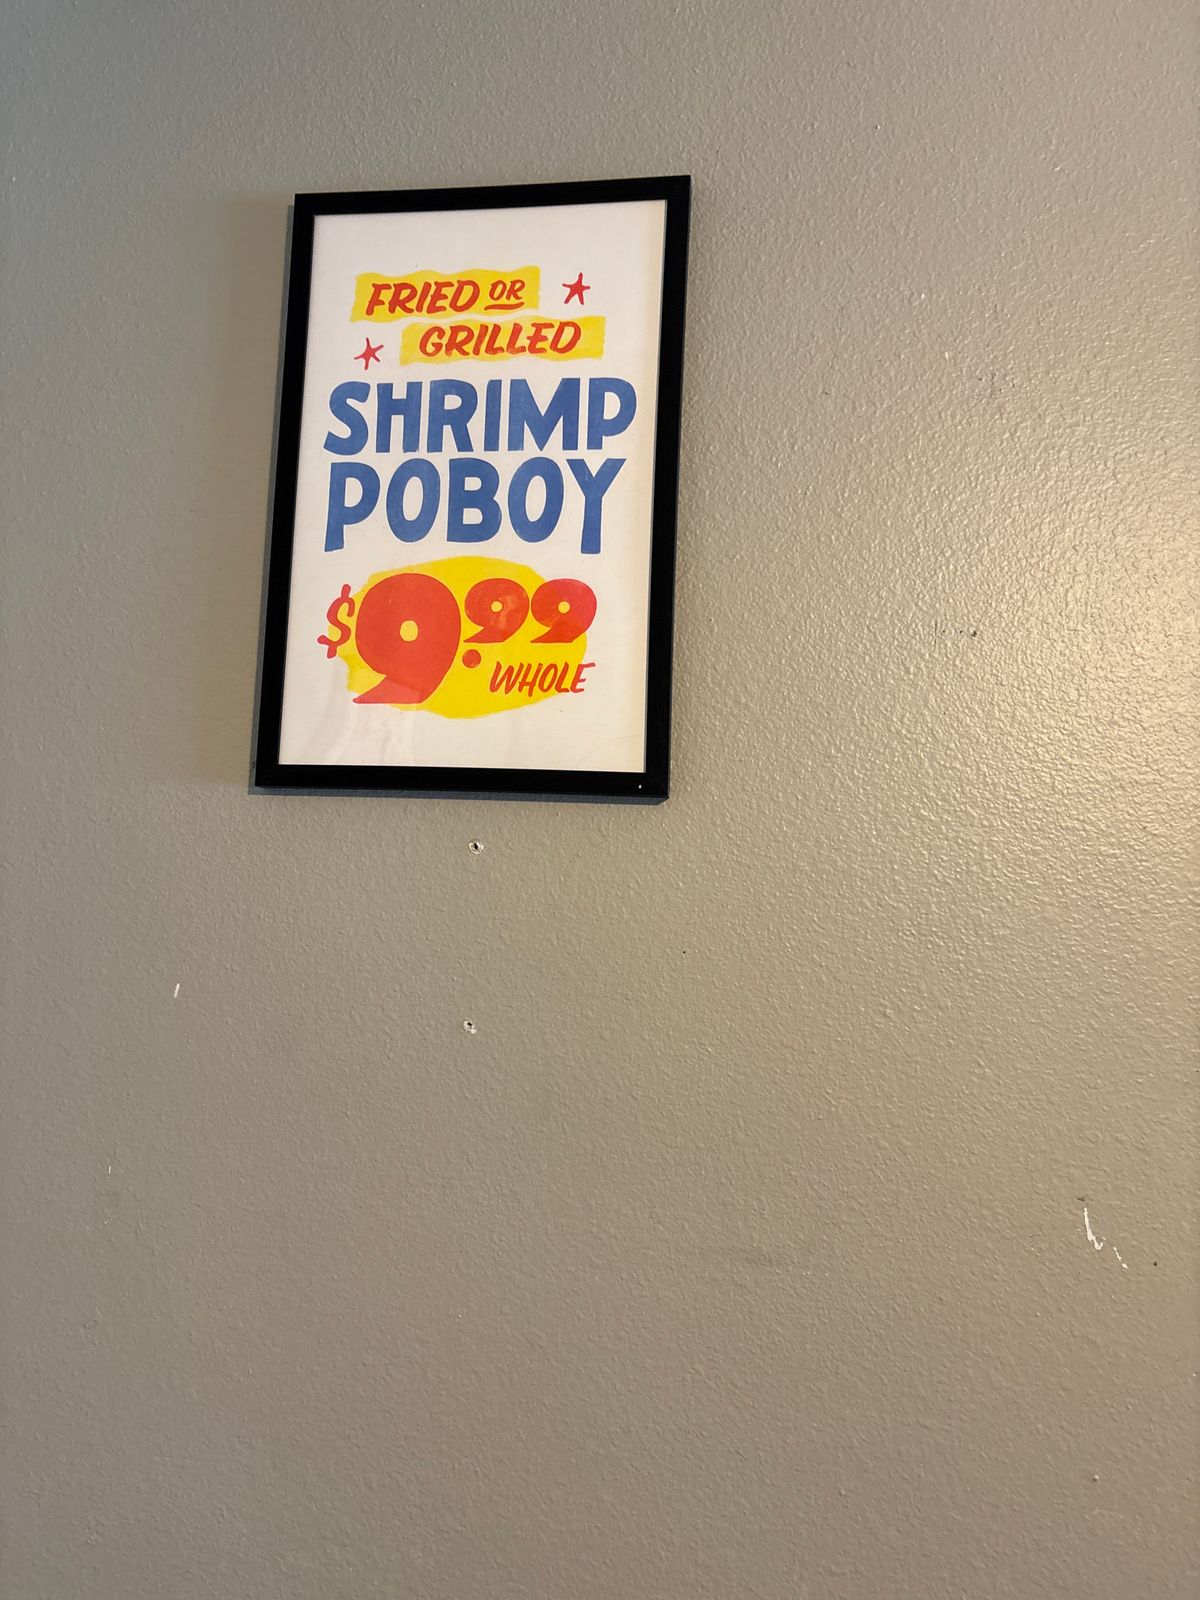 FRIED OR
GRILLED
SHRIMP
POBOY
$9.99
WHOLE